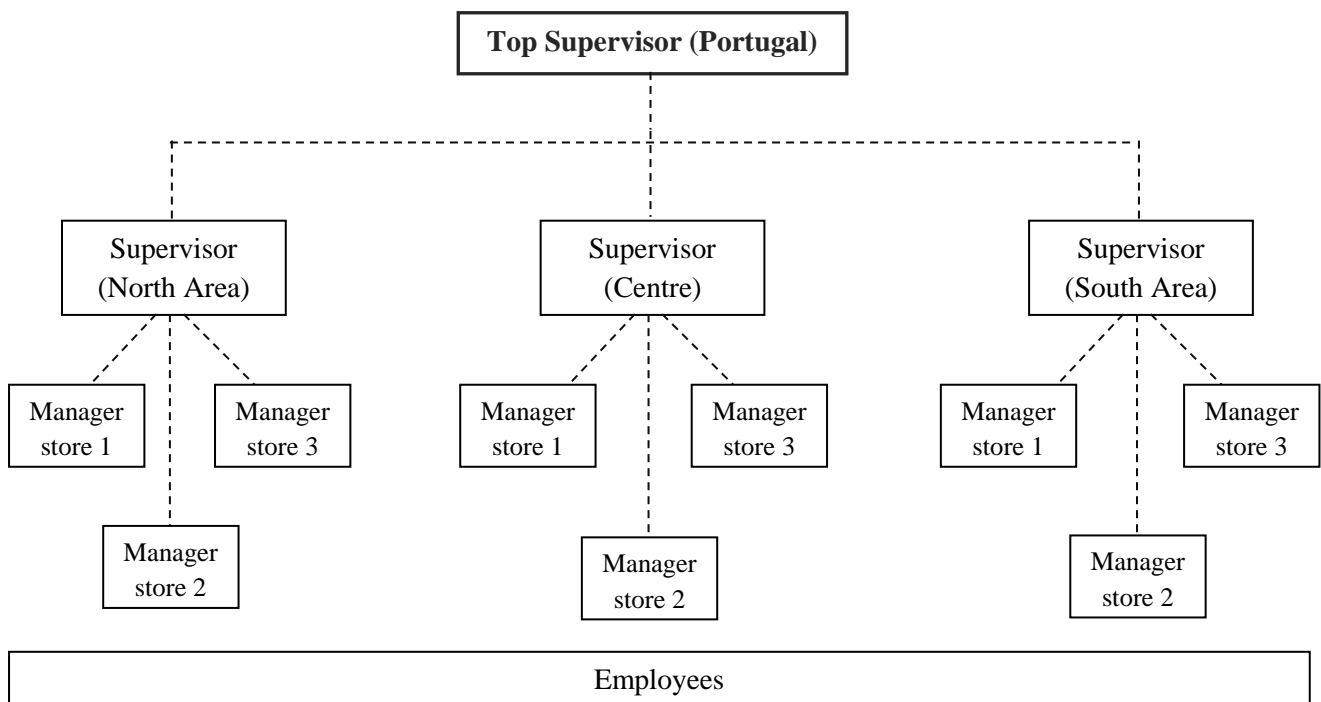 Top Supervisor (Portugal)
Supervisor
(North Area)
Supervisor
(Centre)
Supervisor
(South Area)
Manager
store 1
Manager
store 3
Manager
store 1
Manager
store 3
Manager
store 1
Manager
store 3
Manager
store 2
Manager
store 2
Manager
store 2
Employees